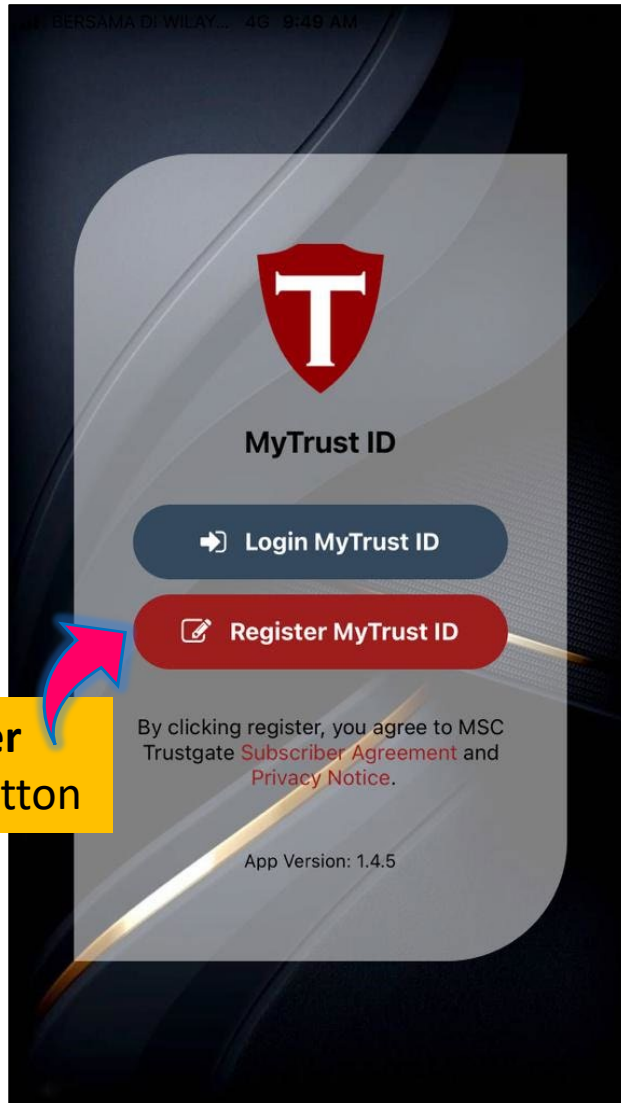 BERSAMA DI WILAY... 4G 9:49 AM
T
MyTrust ID
Login MyTrust ID
Register MyTrust ID
er
tton
By clicking register, you agree to MSC
Trustgate Subscriber Agreement and
Privacy Notice.
App Version: 1.4.5